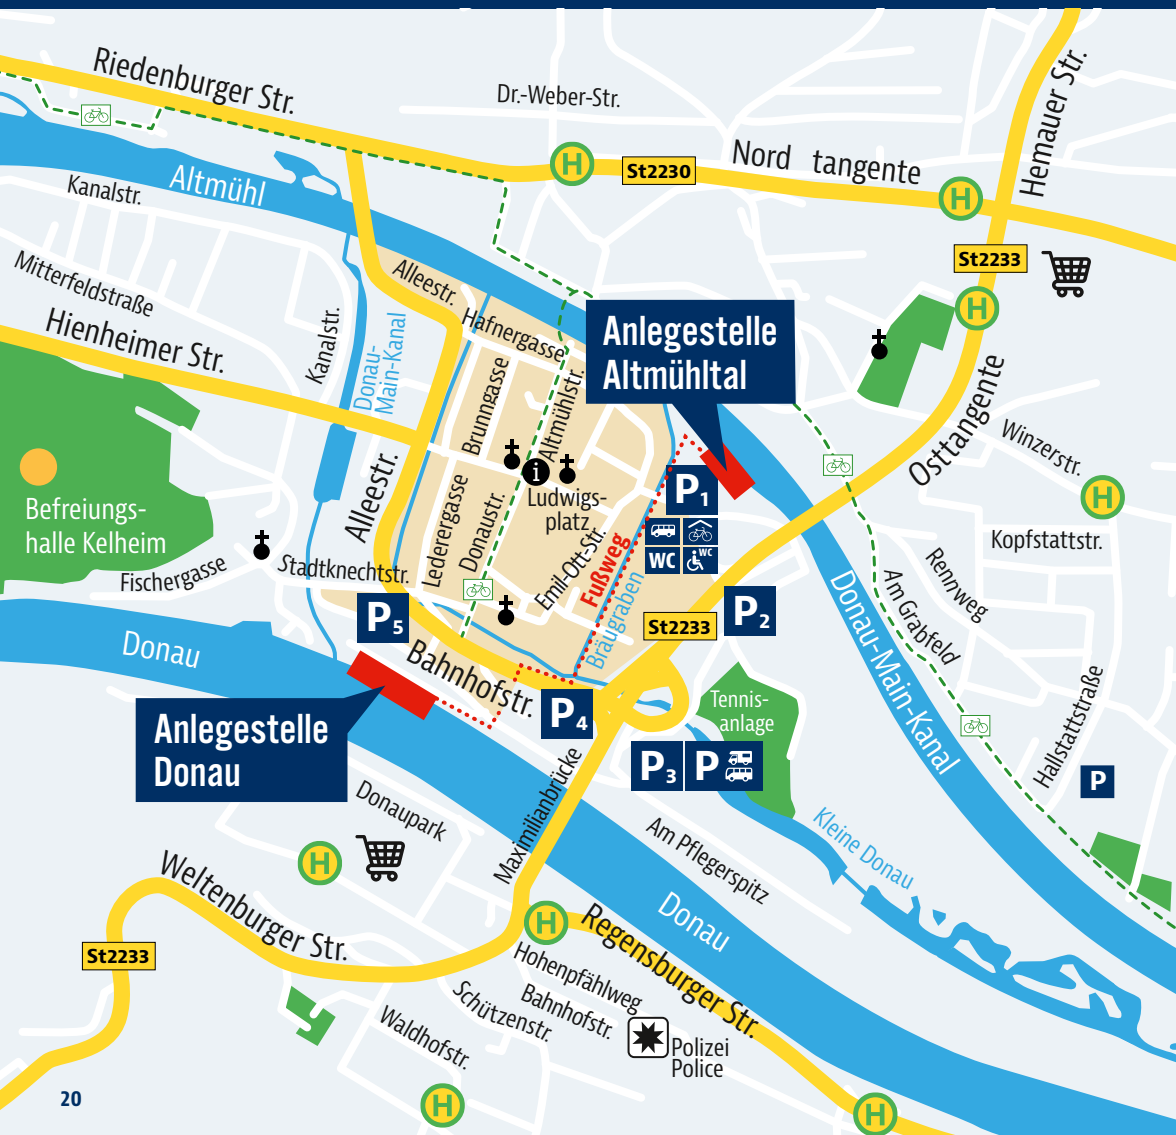 Riedenburger Str.
Dr.-Weber-Str.
Hemauer Str.
H
St2230
Nord tangente
H
Altmühl
Kanalstr.
St2233
H
Mitterfeldstraße
Alleestr.
Hafnergasse
Hienheimer Str.
Kanalstr.
Donau-
Main-Kanal
Anlegestelle
Altmühltal
Brunngasse
Altmühlstr.
Osttangente
Winzerstr.
H
i
Ludwigs-
platz
P1
WC
WC
Befreiungs-
halle Kelheim
Alleestr.
Lederergasse
Donaustr.
Emil-Ott-Str.
Fußweg
Bräugraben
Kopfstattstr.
Rennweg
Am Grabfeld
Fischergasse
Stadtknechtstr.
P5
St2233
P2
Donau
Bahnhofstr.
Donau-Main-Kanal
Hallstattstraße
Tennis-
anlage
P4
Anlegestelle
Donau
P3
P
P
Maximilianbrücke
Donaupark
Am Pflegerspitz
Kleine Donau
H
Weltenburger Str.
Donau
H
Regensburger Str.
St2233
Hohenpfählweg
Bahnhofstr.
Schützenstr.
Waldhofstr.
Polizei
Police
20
H
H